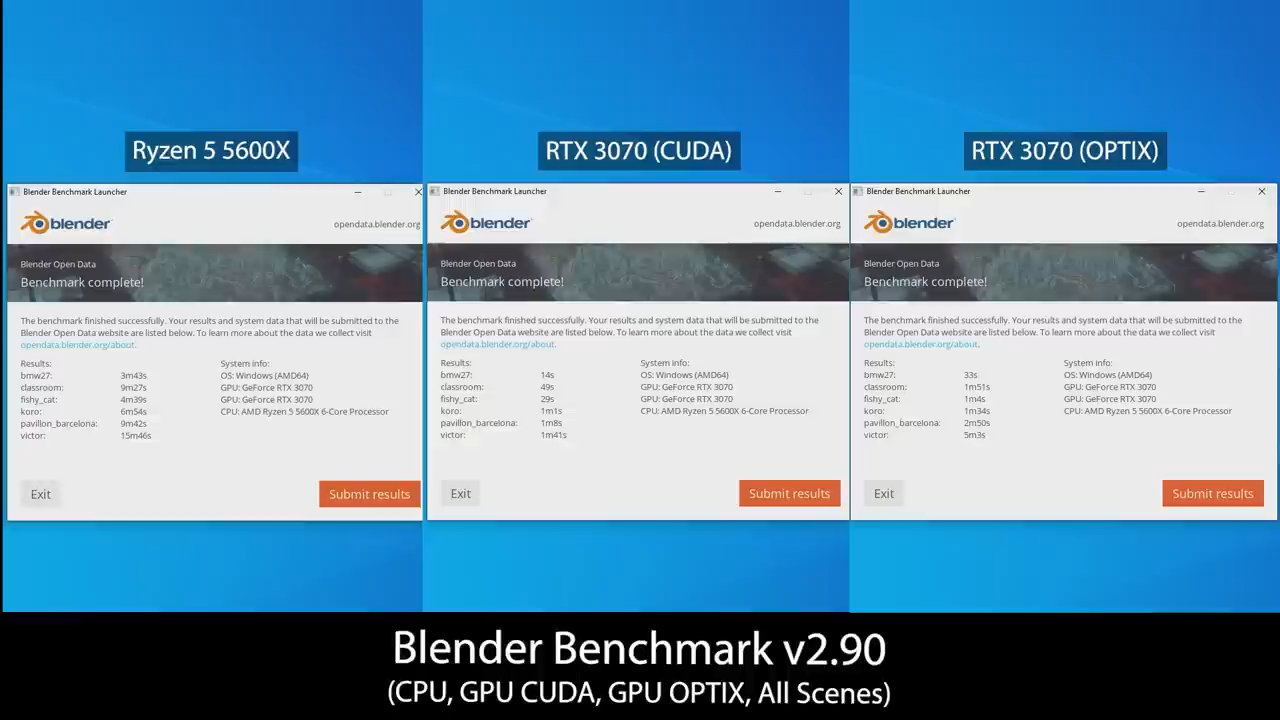 Ryzen 5 5600X
Blender Benchmark Launcher
blender
opendata.blender.org
Blender Open Data
Benchmark complete!
The benchmark finished successfully. Your results and system data that will be submitted to the
Blender Open Data website are listed below. To learn more about the data we collect visit
opendata.blender.org/about.
Results: System info:
bmw27: 3m43s OS: Windows (AMD64)
classroom: 9m27s GPU: GeForce RTX 3070
fishy_cat: 4m39s GPU: GeForce RTX 3070
koro: 6m54s CPU: AMD Ryzen 5 5600X 6-Core Processor
pavillon_barcelona: 9m42s
victor: 15m46s
Exit
Submit results
RTX 3070 (CUDA)
Blender Benchmark Launcher
blender
opendata.blender.org
Blender Open Data
Benchmark complete!
The benchmark finished successfully. Your results and system data that will be submitted to the
Blender Open Data website are listed below. To learn more about the data we collect visit
opendata.blender.org/about.
Results: System info:
bmw27: 14s OS: Windows (AMD64)
classroom: 49s GPU: GeForce RTX 3070
fishy_cat: 29s GPU: GeForce RTX 3070
koro: 1m1s CPU: AMD Ryzen 5 5600X 6-Core Processor
pavillon_barcelona: 1m8s
victor: 1m41s
Exit
Submit results
RTX 3070 (OPTIX)
Blender Benchmark Launcher
blender
opendata.blender.org
Blender Open Data
Benchmark complete!
The benchmark finished successfully. Your results and system data that will be submitted to the
Blender Open Data website are listed below. To learn more about the data we collect visit
opendata.blender.org/about.
Results: System info:
bmw27: 33s OS: Windows (AMD64)
classroom: 1m51s GPU: GeForce RTX 3070
fishy_cat: 1m4s GPU: GeForce RTX 3070
koro: 1m34s CPU: AMD Ryzen 5 5600X 6-Core Processor
pavillon_barcelona: 2m50s
victor: 5m3s
Exit
Submit results
Blender Benchmark v2.90
(CPU, GPU CUDA, GPU OPTIX, All Scenes)